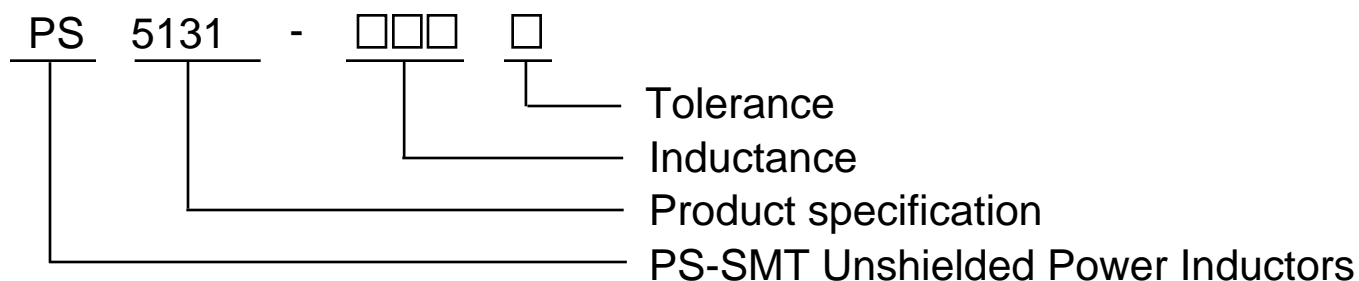 PS 5131 - □□□ □
Tolerance
Inductance
Product specification
PS-SMT Unshielded Power Inductors